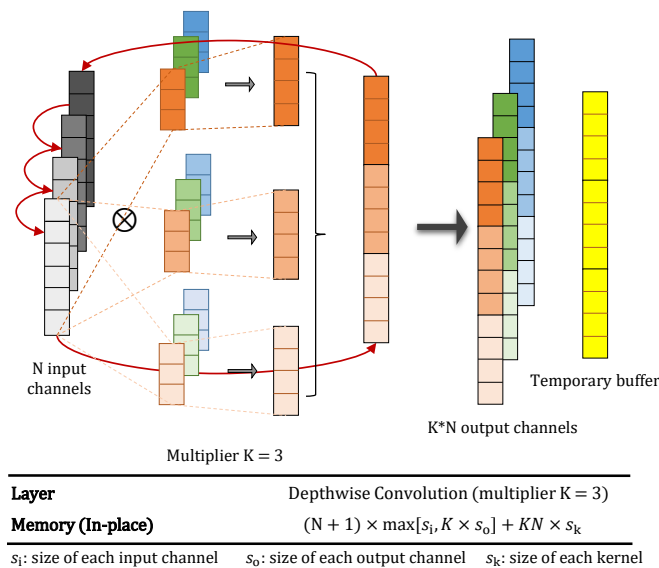 N input
channels
Temporary buffer
K*N output channels
Multiplier K = 3
Layer Depthwise Convolution (multiplier K = 3)
Memory (In-place) (N + 1) × max[sᵢ, K × sₒ] + KN × sₖ
sᵢ: size of each input channel sₒ: size of each output channel sₖ: size of each kernel